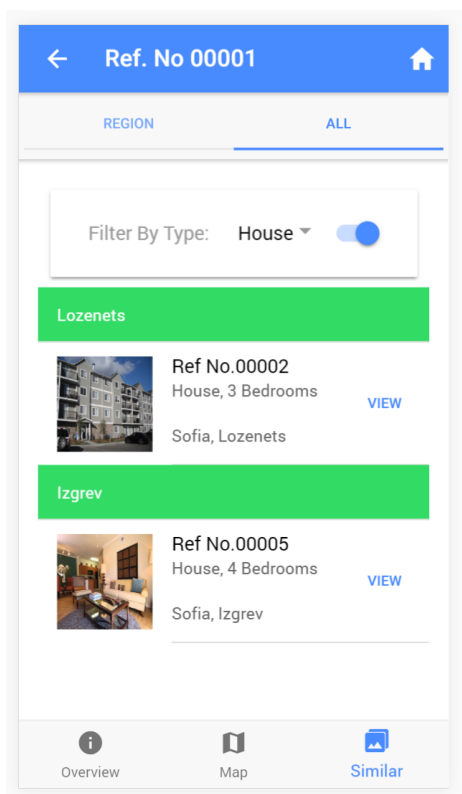 Ref. No 00001
REGION ALL
Filter By Type: House
Lozenets
Ref No.00002
House, 3 Bedrooms
VIEW
Sofia, Lozenets
Izgrev
Ref No.00005
House, 4 Bedrooms
VIEW
Sofia, Izgrev
Overview Map Similar